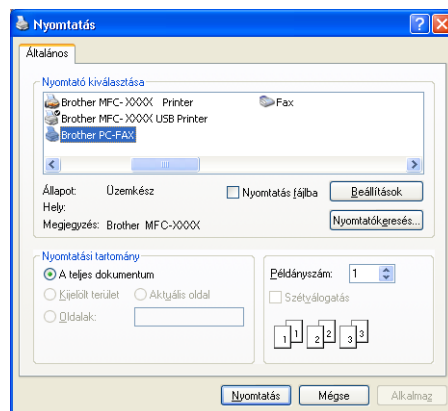 Nyomtatás
Általános
Nyomtató kiválasztása
Brother MFC-XXXX Printer
Fax
Brother MFC-XXXX USB Printer
Brother PC-FAX
Állapot: Üzemkész
Nyomtatás fájlba
Beállítások
Hely:
Megjegyzés: Brother MFC-XXXX
Nyomtatókeresés...
Nyomtatási tartomány
A teljes dokumentum
Példányszám: 1
Kijelölt terület
Aktuális oldal
Szétválogatás
Oldalak:
1 1 2 2 3 3
Nyomtatás
Mégse
Alkalmaz